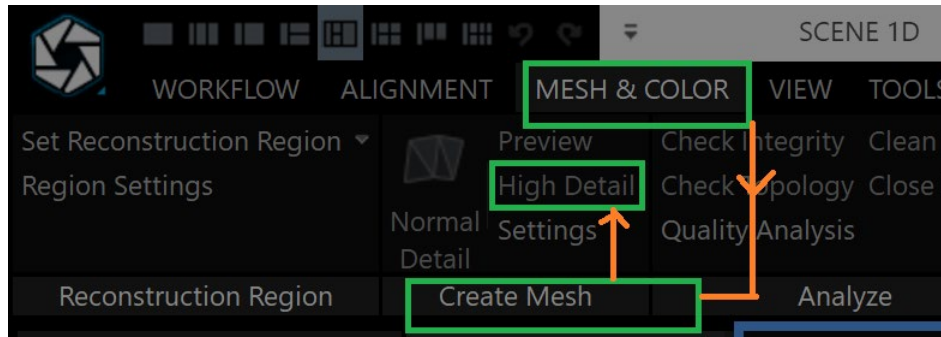 SCENE 1D
WORKFLOW ALIGNMENT MESH & COLOR VIEW TOOLS
Set Reconstruction Region Preview Check Integrity Clean
Region Settings High Detail Check Topology Close
Normal Settings Quality Analysis
Detail
Reconstruction Region Create Mesh Analyze